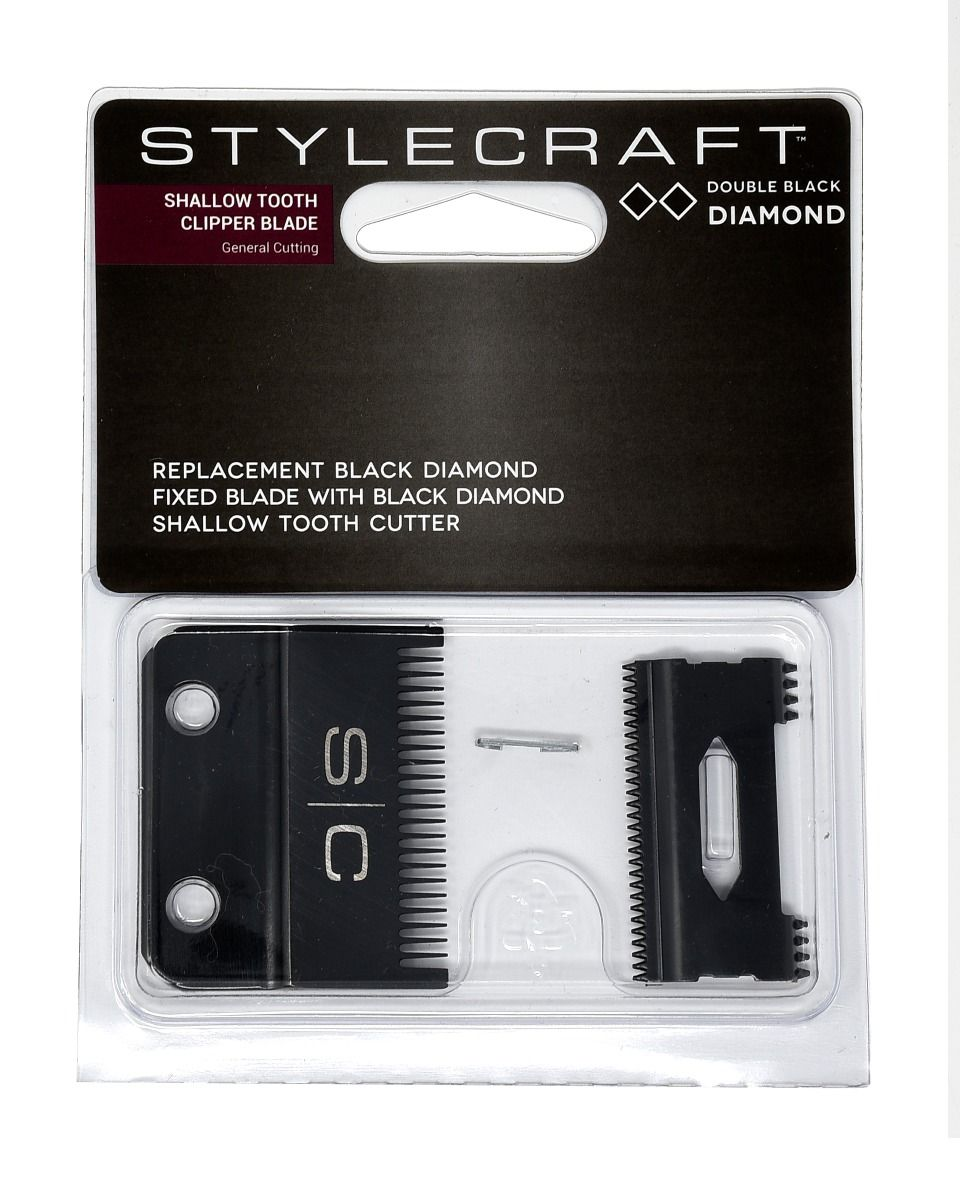 STYLECRAFT™
SHALLOW TOOTH
CLIPPER BLADE
General Cutting
DOUBLE BLACK
DIAMOND
REPLACEMENT BLACK DIAMOND
FIXED BLADE WITH BLACK DIAMOND
SHALLOW TOOTH CUTTER
S|C